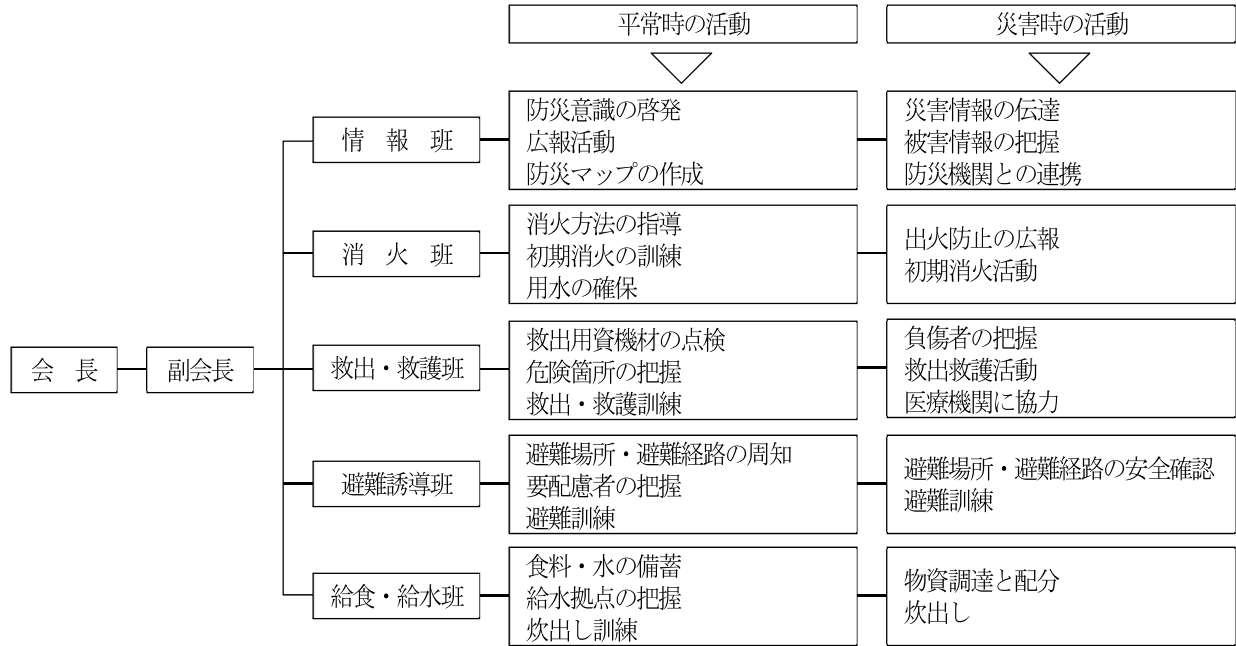 平常時の活動
災害時の活動
情報班
防災意識の啓発
広報活動
防災マップの作成
災害情報の伝達
被害情報の把握
防災機関との連携
消火班
消火方法の指導
初期消火の訓練
用水の確保
出火防止の広報
初期消火活動
会長
副会長
救出・救護班
救出用資機材の点検
危険箇所の把握
救出・救護訓練
負傷者の把握
救出救護活動
医療機関に協力
避難誘導班
避難場所・避難経路の周知
要配慮者の把握
避難訓練
避難場所・避難経路の安全確認
避難訓練
給食・給水班
食料・水の備蓄
給水拠点の把握
炊出し訓練
物資調達と配分
炊出し